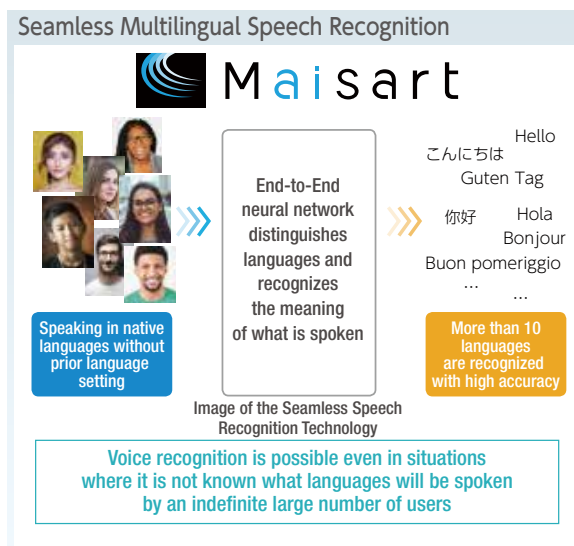 Seamless Multilingual Speech Recognition
Maisart
End-to-End
neural network
distinguishes
languages and
recognizes
the meaning
of what is spoken
Hello
こんにちは
Guten Tag
你好
Hola
Bonjour
Buon pomeriggio
...
...
Speaking in native
languages without
prior language
setting
More than 10
languages
are recognized
with high accuracy
Image of the Seamless Speech
Recognition Technology
Voice recognition is possible even in situations
where it is not known what languages will be spoken
by an indefinite large number of users